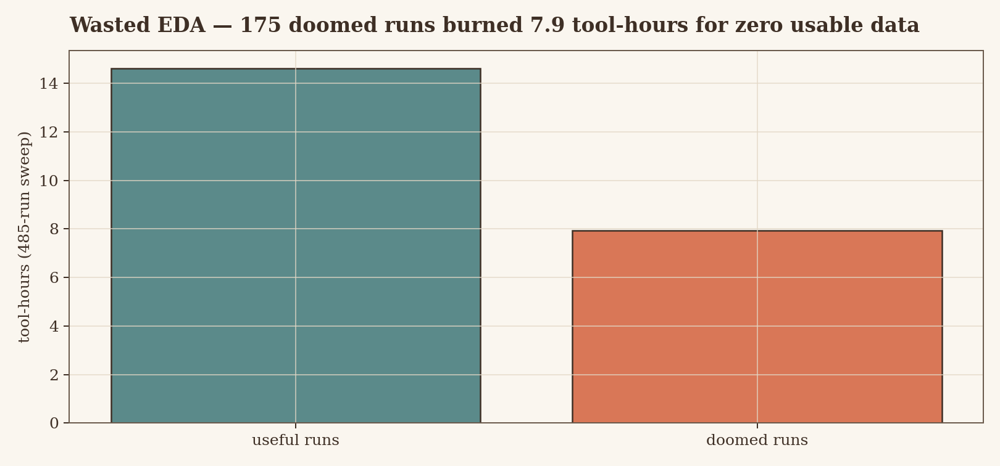 Wasted EDA — 175 doomed runs burned 7.9 tool-hours for zero usable data
tool-hours (485-run sweep)
14
12
10
8
6
4
2
0
useful runs
doomed runs